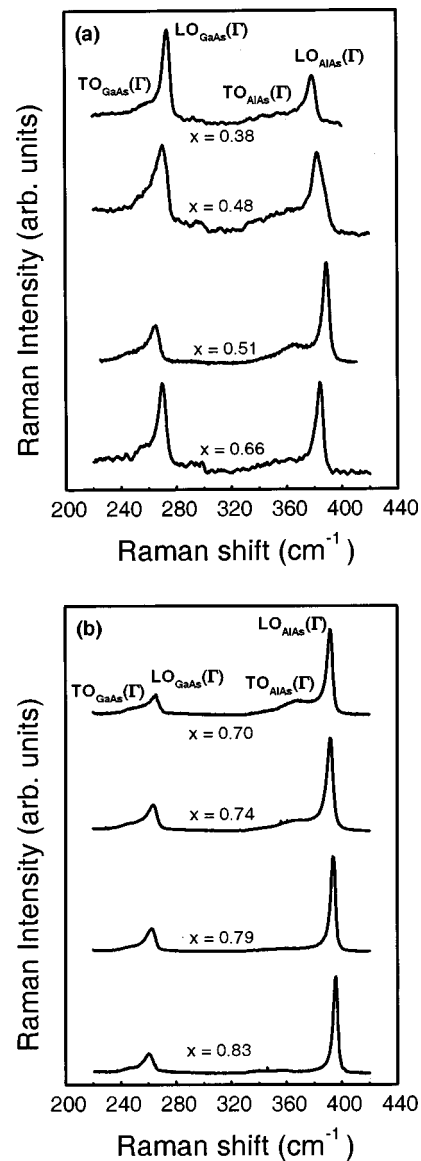 (a)
LO_GaAs(Γ)
TO_GaAs(Γ)
LO_AlAs(Γ)
TO_AlAs(Γ)
x = 0.38
x = 0.48
x = 0.51
x = 0.66
Raman Intensity (arb. units)
200 240 280 320 360 400 440
Raman shift (cm⁻¹)
(b)
LO_AlAs(Γ)
TO_GaAs(Γ) LO_GaAs(Γ) TO_AlAs(Γ)
x = 0.70
x = 0.74
x = 0.79
x = 0.83
Raman Intensity (arb. units)
200 240 280 320 360 400 440
Raman shift (cm⁻¹)